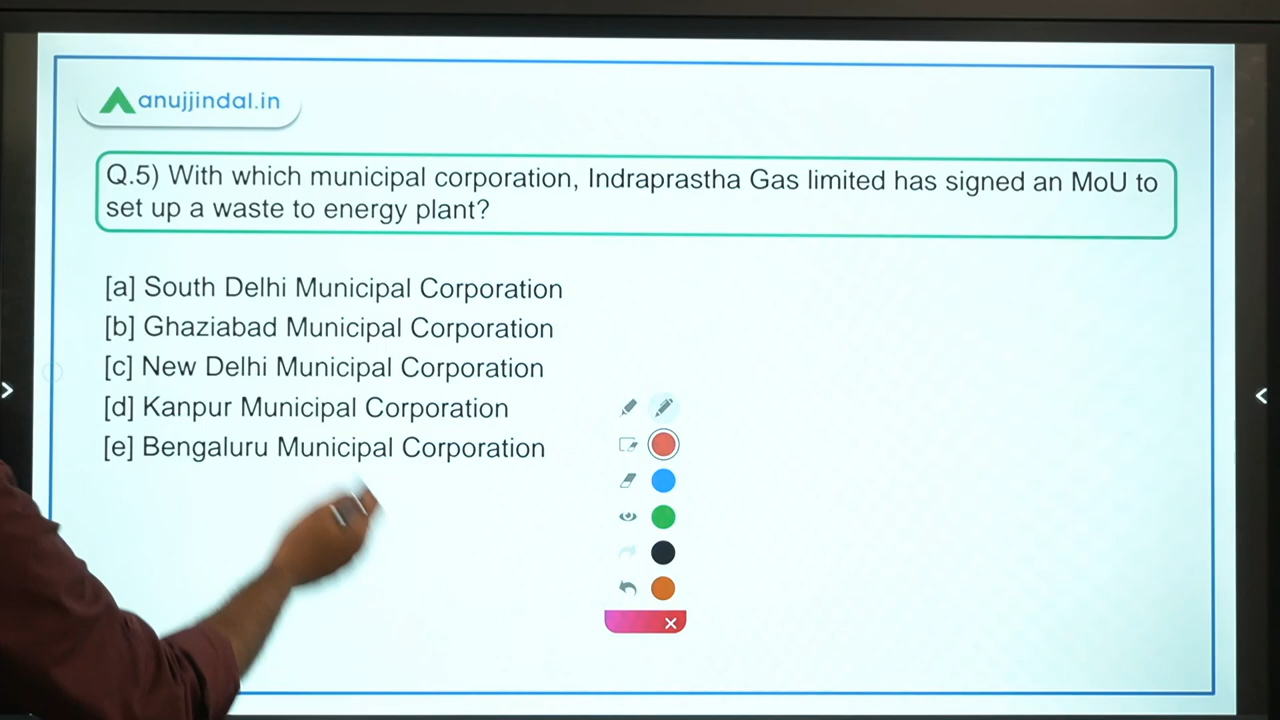 anujjindal.in
Q.5) With which municipal corporation, Indraprastha Gas limited has signed an MoU to
set up a waste to energy plant?
[a] South Delhi Municipal Corporation
[b] Ghaziabad Municipal Corporation
[c] New Delhi Municipal Corporation
[d] Kanpur Municipal Corporation
[e] Bengaluru Municipal Corporation